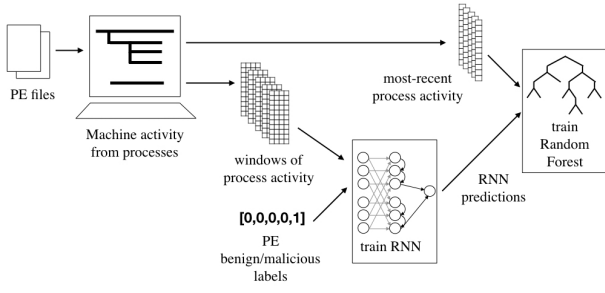 PE files
Machine activity
from processes
windows of
process activity
most-recent
process activity
[0,0,0,0,1]
PE
benign/malicious
labels
train RNN
RNN
predictions
train
Random
Forest